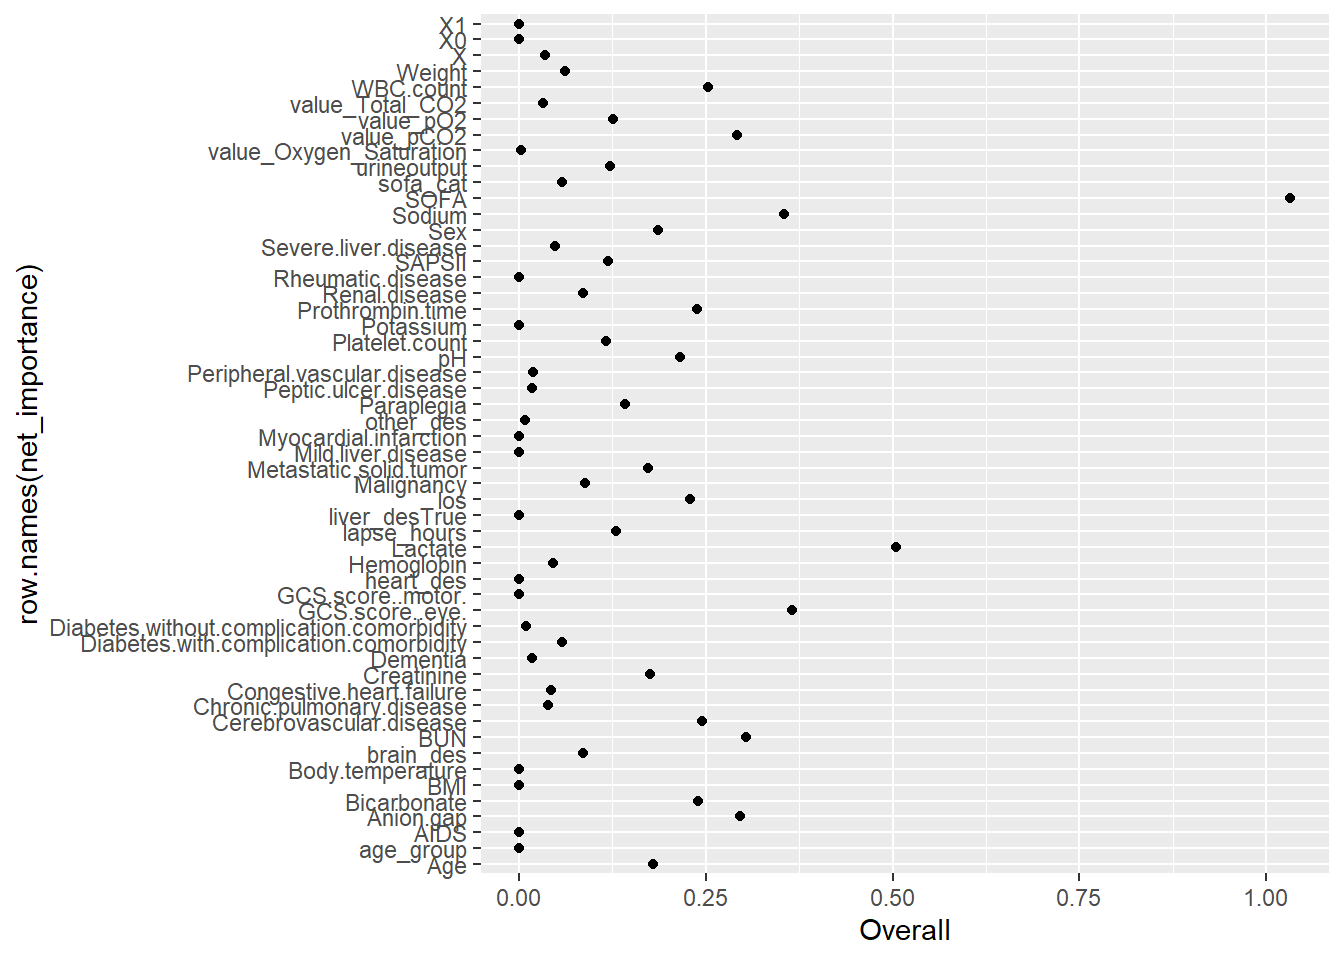 X1
X0
X
Weight
WBC.count
value_Total_CO2
value_pO2
value_pCO2
value_Oxygen_Saturation
urineoutput
sofa_cat
SOFA
Sodium
Sex
Severe.liver.disease
SAPSII
Rheumatic.disease
Renal.disease
Prothrombin.time
Potassium
Platelet.count
pH
Peripheral.vascular.disease
Peptic.ulcer.disease
Paraplegia
other_des
Myocardial.infarction
Mild.liver.disease
Metastatic.solid.tumor
Malignancy
los
liver_desTrue
lapse_hours
Lactate
Hemoglobin
heart_des
GCS.score..motor.
GCS.score..eye.
Diabetes.without.complication.comorbidity
Diabetes.with.complication.comorbidity
Dementia
Creatinine
Congestive.heart.failure
Chronic.pulmonary.disease
Cerebrovascular.disease
BUN
brain_des
Body.temperature
BMI
Bicarbonate
Anion.gap
AIDS
age_group
Age
row.names(net_importance)
0.00 0.25 0.50 0.75 1.00
Overall